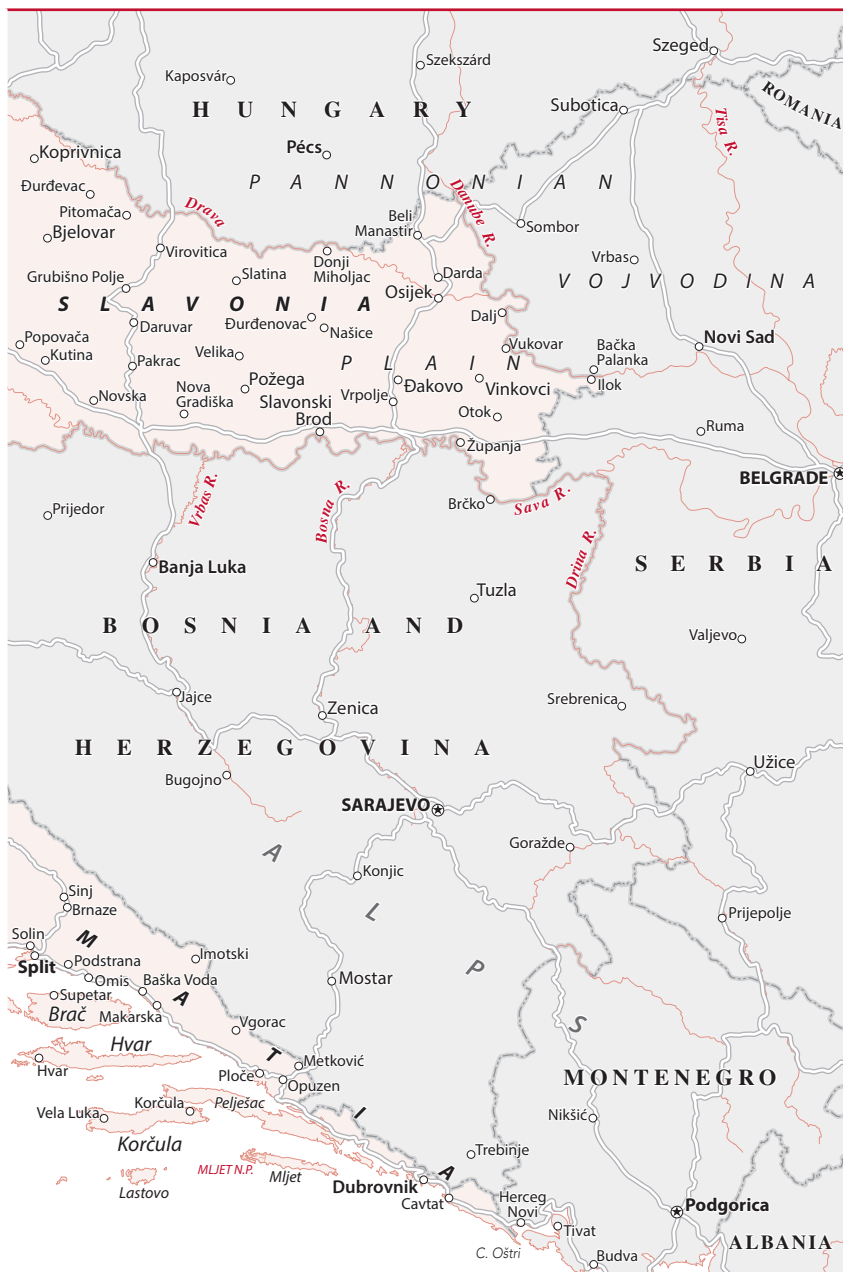 Szeged
Szekszárd
Kaposvár
ROMANIA
Subotica
HUNGARY
Tisa R.
Koprivnica
Pécs
PANNONIAN
Đurđevac
Danube R.
Drava
Pitomača
Beli
Manastir
Bjelovar
Sombor
Virovitica
Donji
Miholjac
Vrbas
Grubišno Polje
Slatina
Darda
VOJVODINA
Osijek
SLAVONIA
Daruvar
Đurđenovac
Našice
Dalj
Popovača
Kutina
Velika
Vukovar
Bačka
Palanka
Novi Sad
Pakrac
PLAIN
Nova
Gradiška
Požega
Đakovo
Vinkovci
Ilok
Novska
Slavonski
Brod
Vrpolje
Otok
Ruma
Županja
BELGRADE
Vrbas R.
Bosna R.
Brčko
Sava R.
Prijedor
Drina R.
Banja Luka
SERBIA
Tuzla
BOSNIA AND
Valjevo
Jajce
Zenica
Srebrenica
HERZEGOVINA
Bugojno
Užice
SARAJEVO
Goražde
A
Konjic
Sinj
Brnaze
L
Prijepolje
Solin
M
Split
Podstrana
Imotski
P
Omis
Baška Voda
Mostar
Supetar
A
Brač
Makarska
Vgorac
S
Hvar
Hvar
T
Metković
Ploče
Opuzen
MONTENEGRO
Vela Luka
Korčula
Pelješac
I
Nikšić
Korčula
Trebinje
MLJET N.P.
Mljet
A
Lastovo
Dubrovnik
Cavtat
Herceg
Novi
Podgorica
Tivat
ALBANIA
C. Oštri
Budva